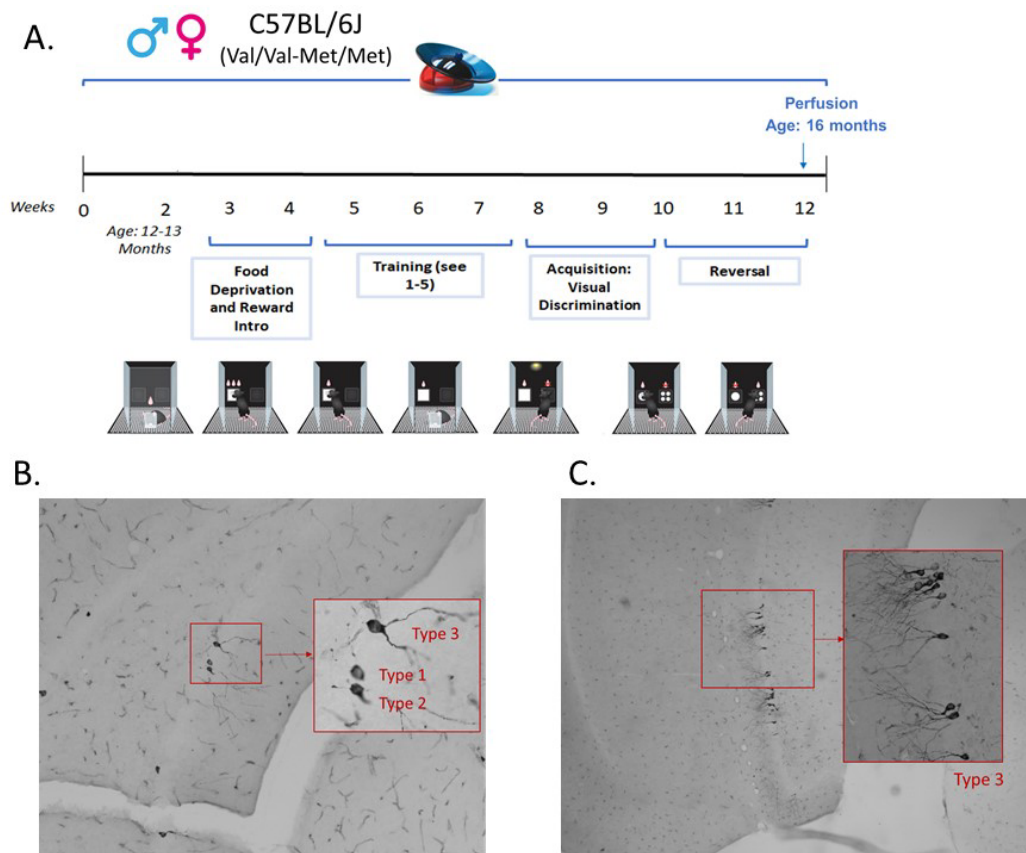 A.
C57BL/6J
(Val/Val-Met/Met)
Perfusion
Age: 16 months
Weeks
0 2 3 4 5 6 7 8 9 10 11 12
Age: 12-13
Months
Food
Deprivation
and Reward
Intro
Training (see
1-5)
Acquisition:
Visual
Discrimination
Reversal
B.
Type 3
Type 1
Type 2
C.
Type 3